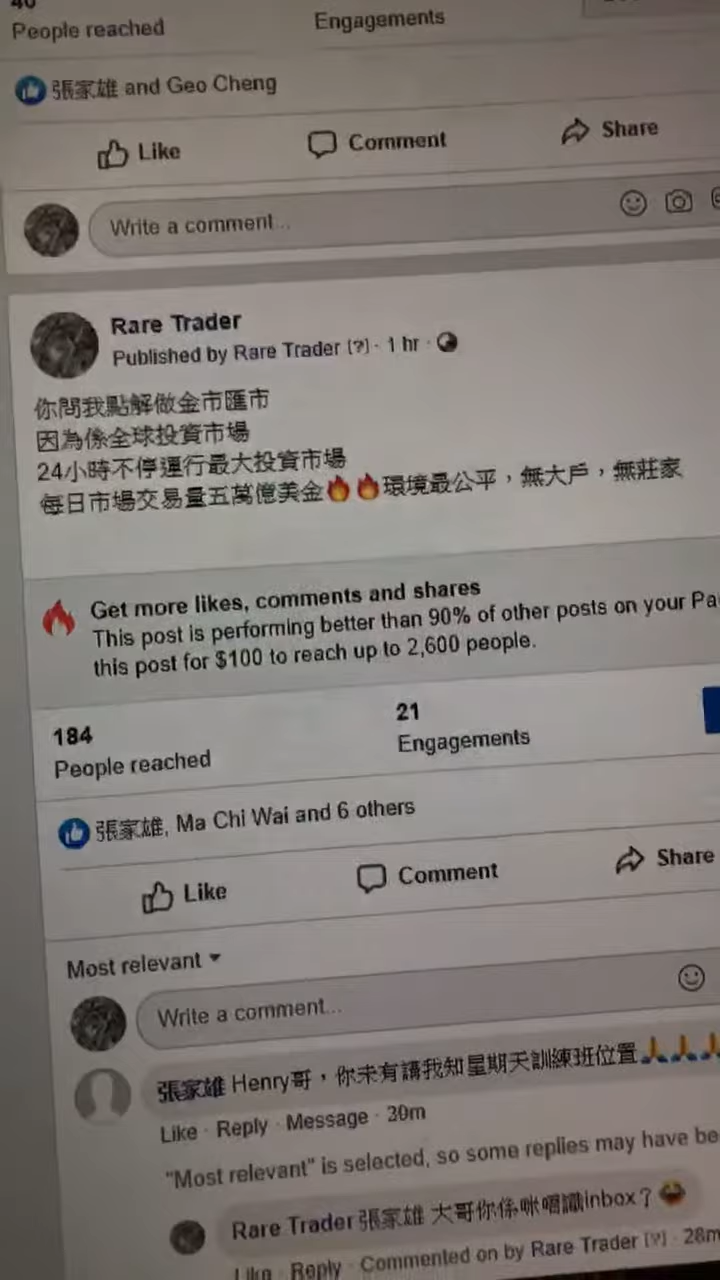 People reached
Engagements
張家雄 and Geo Cheng
Like
Comment
Share
Write a comment...
Rare Trader
Published by Rare Trader [?] · 1 hr ·
你問我點解做金市匯市
因為係全球投資市場
24小時不停運行最大投資市場
每日市場交易量五萬億美金🔥🔥環境最公平，無大戶，無莊家
Get more likes, comments and shares
This post is performing better than 90% of other posts on your
this post for $100 to reach up to 2,600 people.
184
People reached
21
Engagements
張家雄, Ma Chi Wai and 6 others
Like
Comment
Share
Most relevant
Write a comment...
張家雄 Henry哥，你未有講我知星期天訓練班位置🙏🙏🙏
Like · Reply · Message · 30m
"Most relevant" is selected, so some replies may have be
Rare Trader 張家雄 大哥你係咪唔識inbox？😂
Like · Reply · Commented on by Rare Trader [?] · 28m